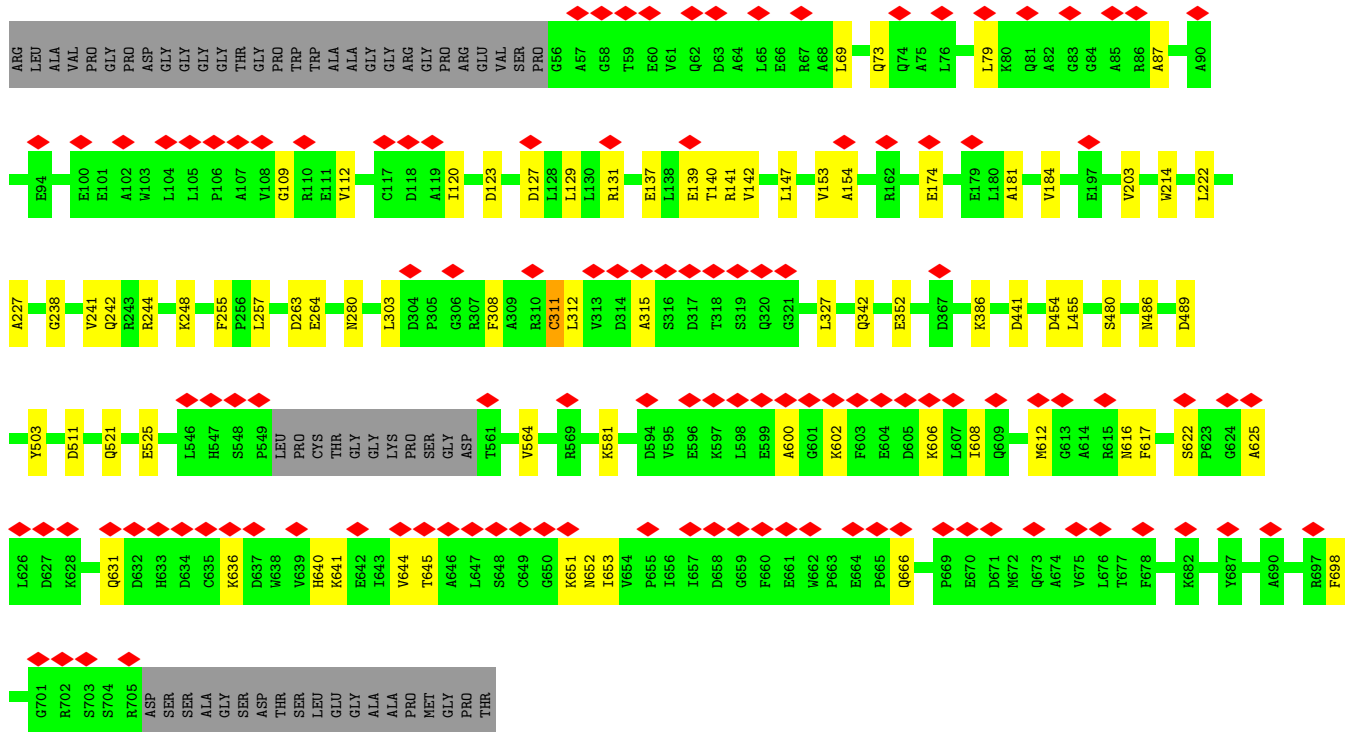 ARG LEU ALA VAL PRO GLY PRO ASP GLY GLY GLY GLY THR GLY PRO TRP TRP ALA ALA GLY GLY ARG GLY PRO ARG GLU VAL SER PRO G56 A57 G58 T59 E60 V61 Q62 D63 A64 L65 E66 R67 A68 L69 Q73 Q74 A75 L76 L79 K80 Q81 A82 G83 G84 A85 R86 A87 A90
E94 E100 E101 A102 W103 L104 L105 P106 A107 V108 G109 R110 E111 V112 C117 D118 A119 I120 D123 D127 L128 L129 L130 R131 E137 L138 E139 T140 R141 V142 L147 V153 A154 R162 E174 E179 L180 A181 V184 E197 V203 W214 L222
A227 G238 V241 Q242 R243 R244 K248 F255 P256 L257 D263 E264 N280 L303 D304 P305 G306 R307 F308 A309 R310 C311 L312 V313 D314 A315 S316 D317 T318 S319 Q320 G321 L327 Q342 E352 D367 K386 D441 D454 L455 S480 N486 D489
Y503 D511 Q521 E525 L546 H547 S548 P549 LEU PRO CYS THR GLY GLY LYS PRO SER GLY ASP T561 V564 R569 K581 D594 V595 E596 K597 L598 E599 A600 G601 K602 F603 E604 D605 K606 L607 I608 Q609 M612 G613 A614 R615 N616 F617 S622 P623 G624 A625
L626 D627 K628 Q631 D632 H633 D634 C635 K636 D637 W638 V639 H640 K641 E642 I643 V644 T645 A646 L647 S648 C649 G650 K651 N652 I653 V654 P655 I656 I657 D658 G659 F660 E661 W662 P663 E664 P665 Q666 P669 E670 D671 M672 Q673 A674 V675 L676 T677 F678 K682 Y687 A690 R697 F698
G701 R702 S703 S704 R705 ASP SER SER ALA GLY SER ASP THR SER LEU GLU GLY ALA ALA PRO MET GLY PRO THR